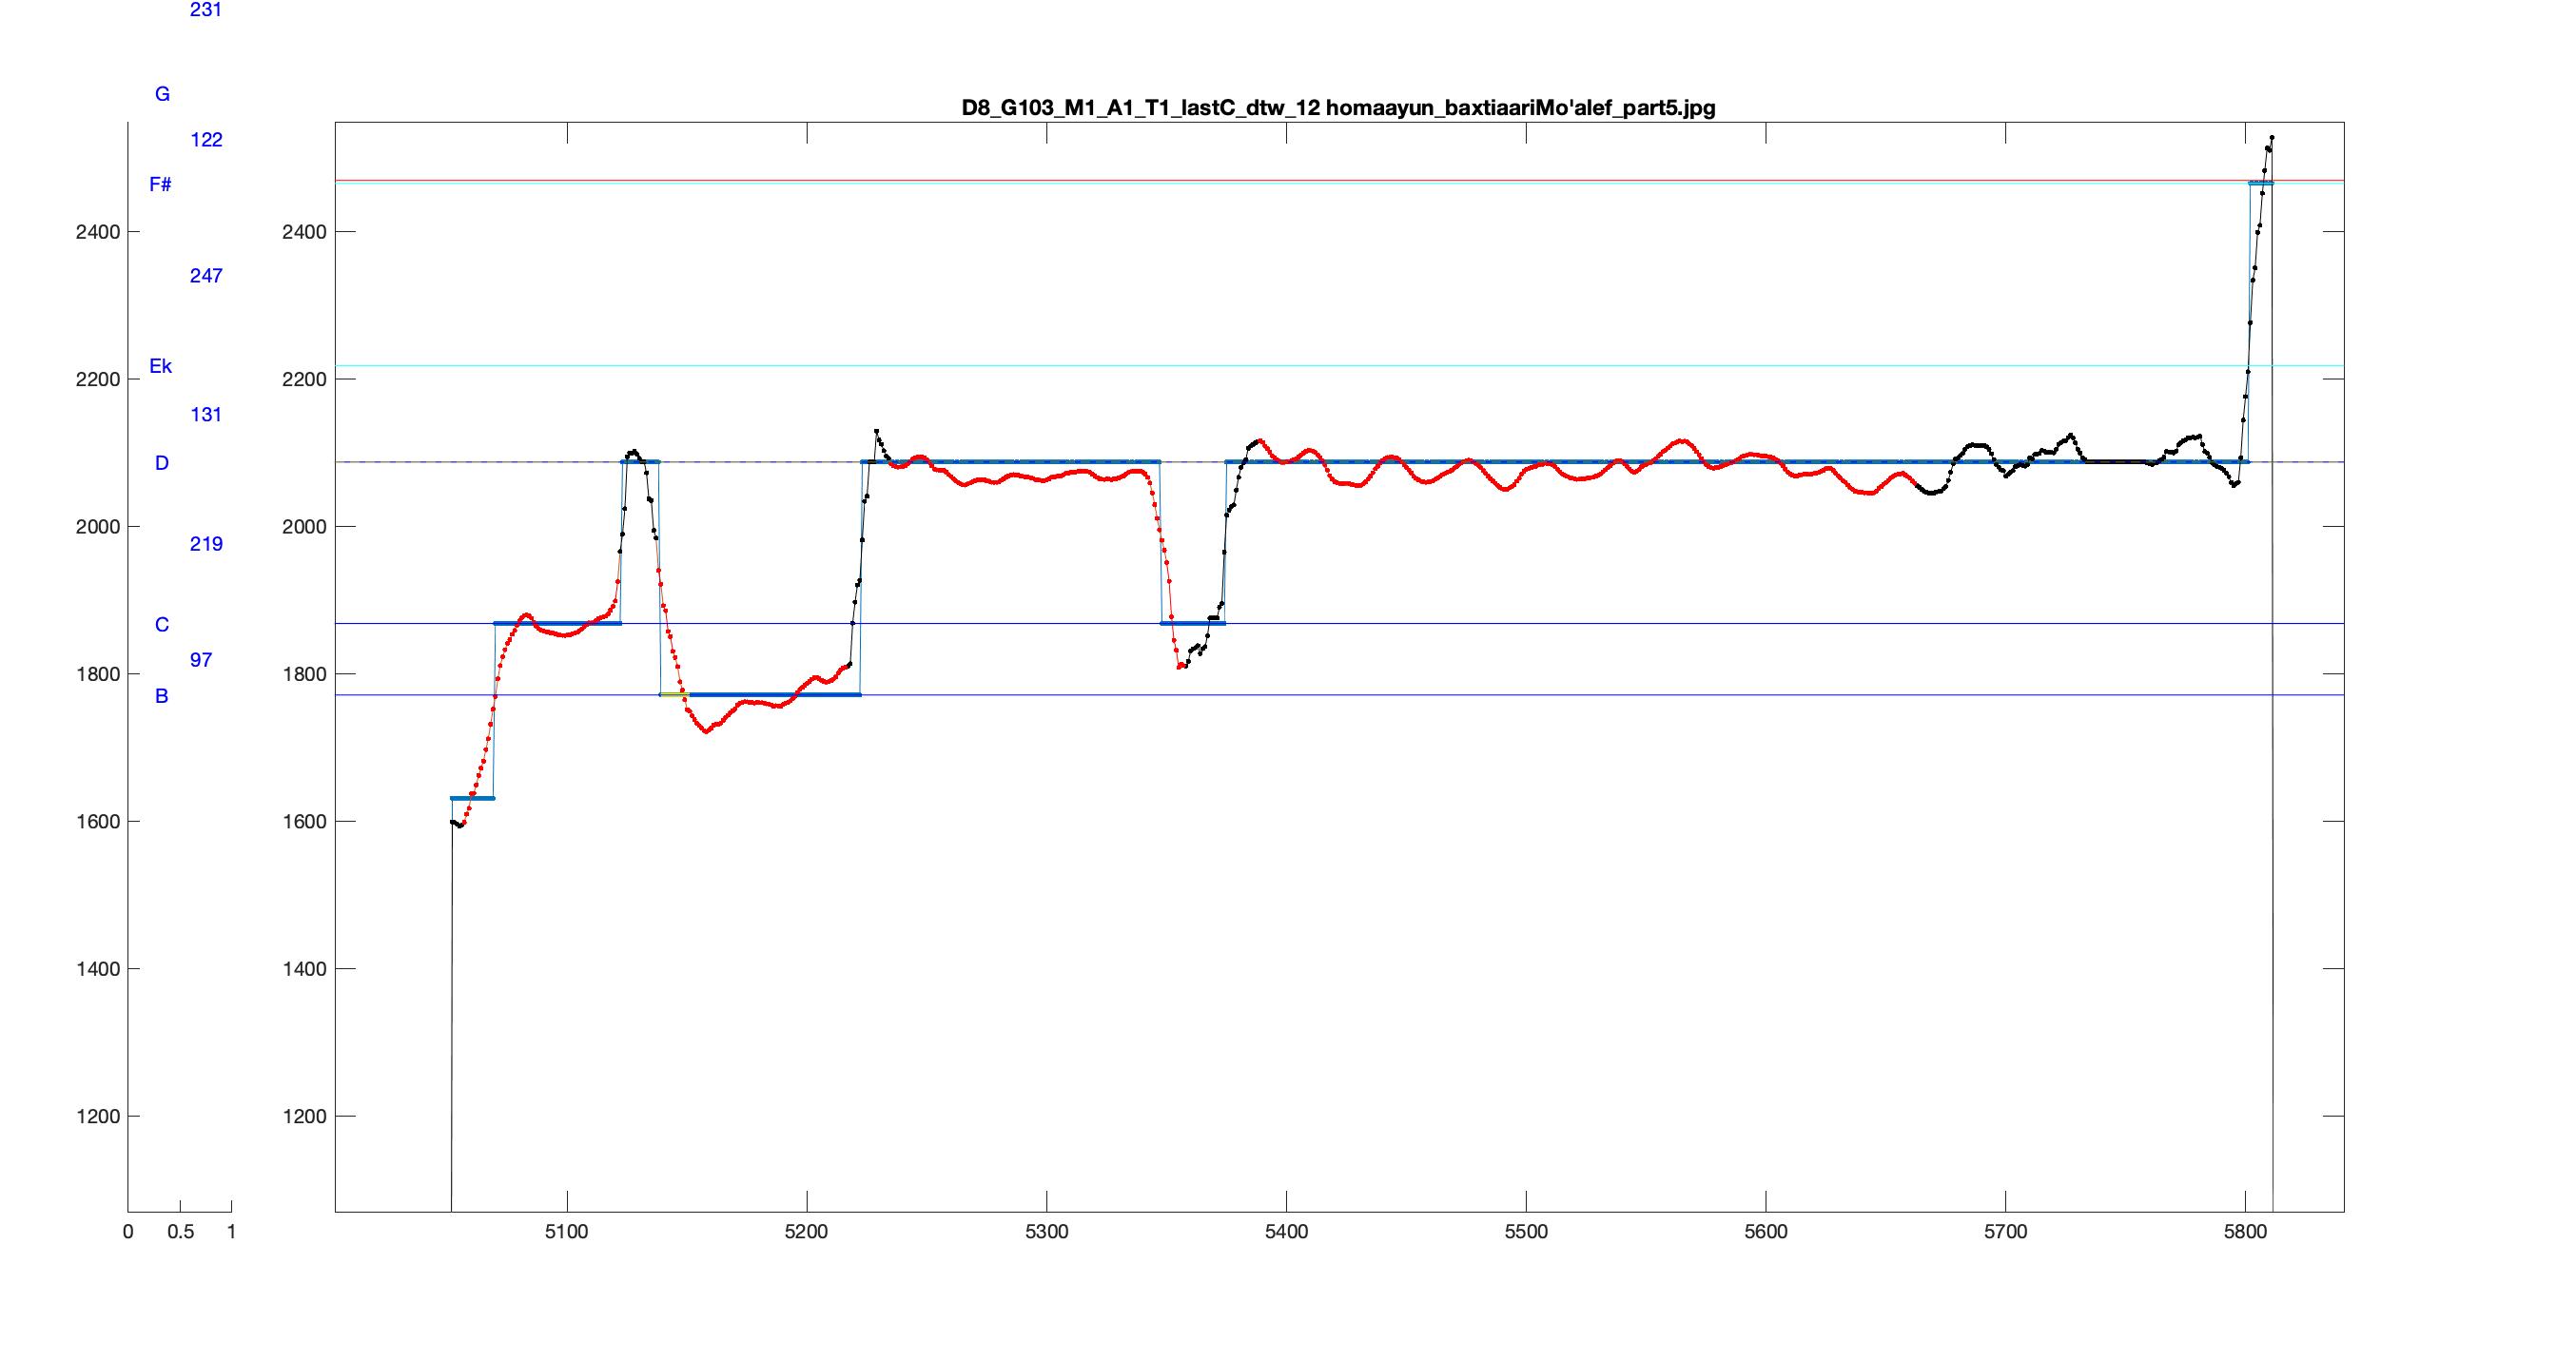 231
G
D8_G103_M1_A1_T1_lastC_dtw_12 homaayun_baxtiaariMo'alef_part5.jpg
122
F#
2400 2400
247
Ek
2200 2200
131
D
2000 2000
219
C
97
1800 1800
B
1600 1600
1400 1400
1200 1200
0 0.5 1 5100 5200 5300 5400 5500 5600 5700 5800